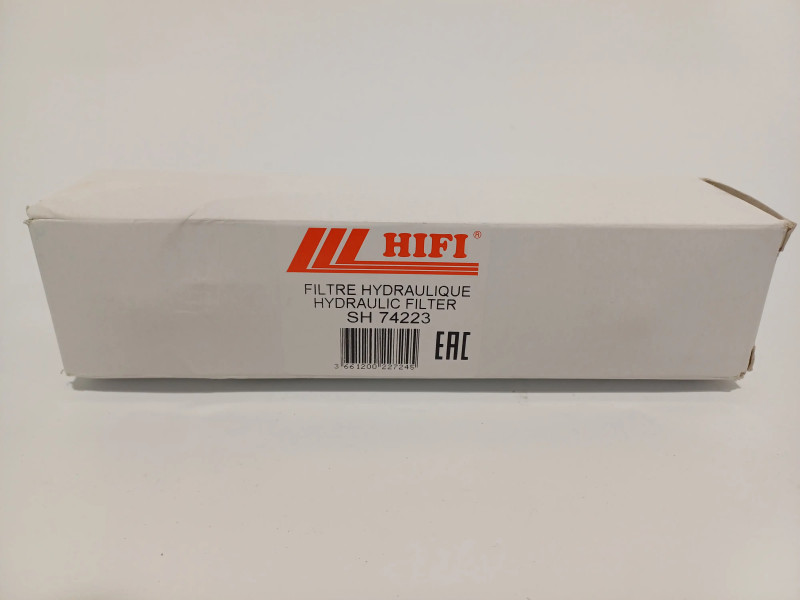 HIFI®
FILTRE HYDRAULIQUE
HYDRAULIC FILTER
SH 74223
EAC
3 661200 227245